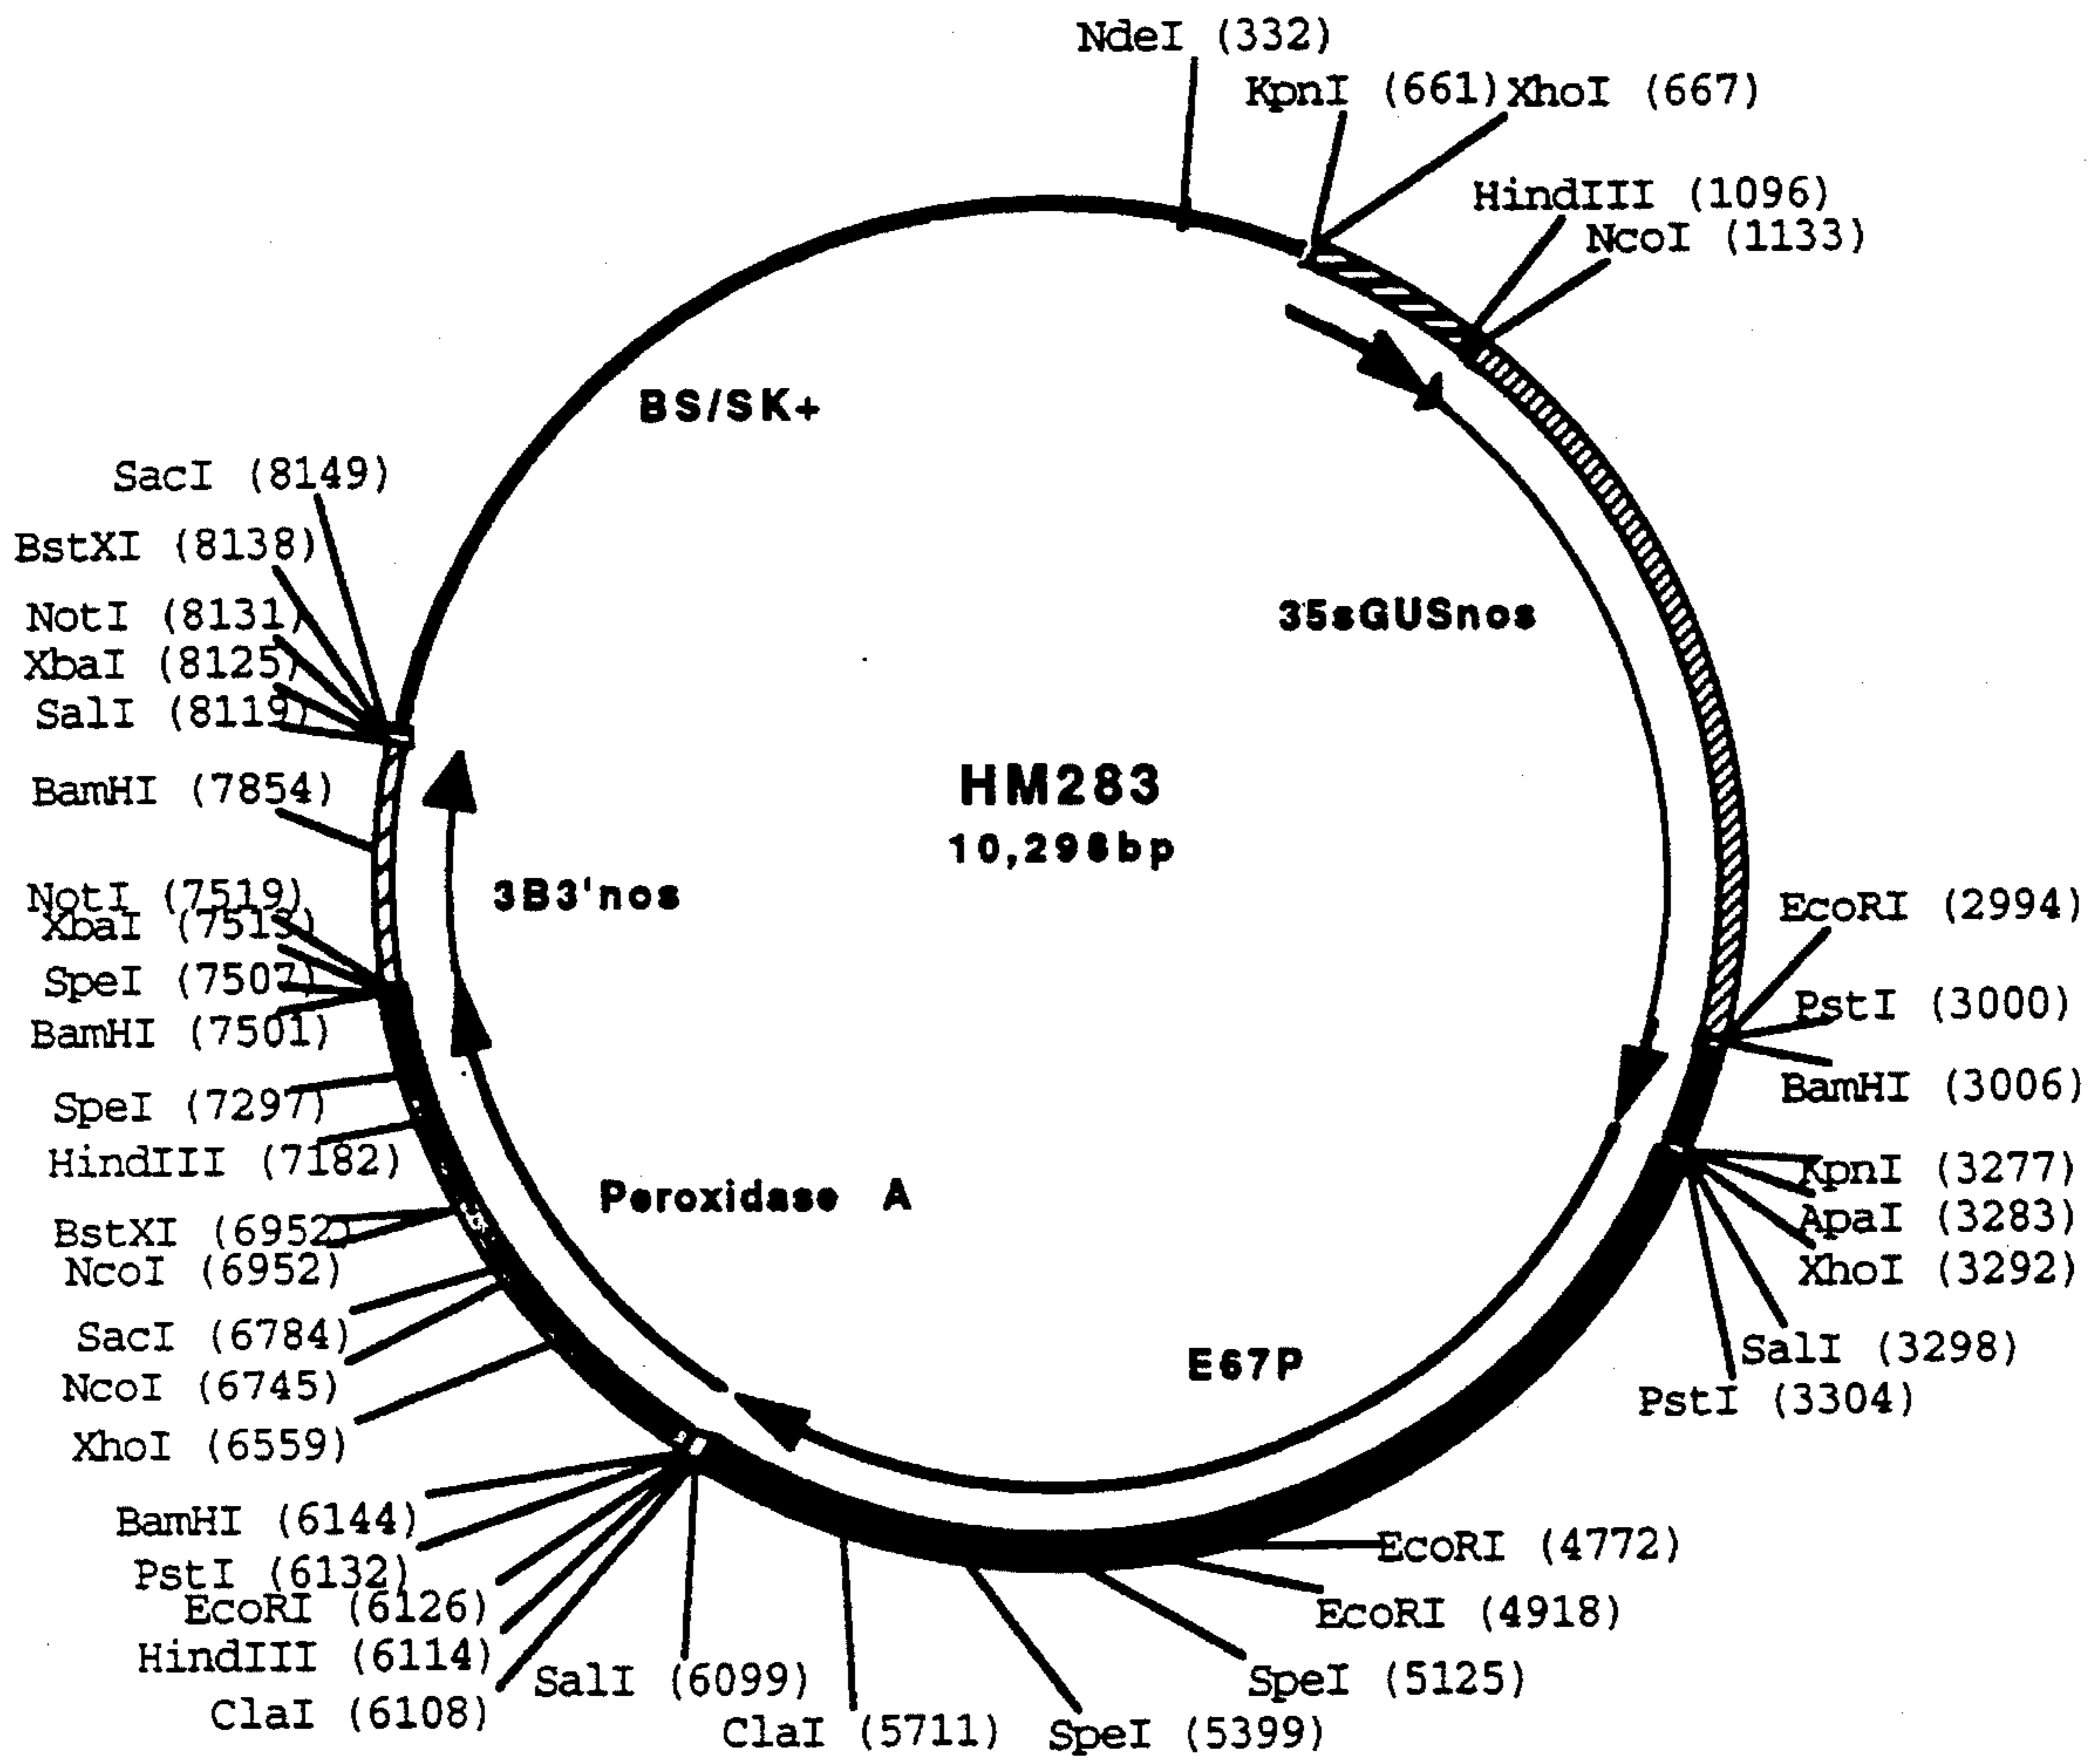 NdeI (332)
KpnI (661) XhoI (667)
HindIII (1096)
NcoI (1133)
BS/SK+
SacI (8149)
BstXI (8138)
NotI (8131)
XbaI (8125)
SalI (8119)
35sGUSnos
BamHI (7854)
HM283
3B3'nos
NotI (7519)
XbaI (7513)
SpeI (7507)
BamHI (7501)
EcoRI (2994)
PstI (3000)
BamHI (3006)
SpeI (7297)
HindIII (7182)
BstXI (6952)
NcoI (6952)
Peroxidase A
KpnI (3277)
ApaI (3283)
XhoI (3292)
SacI (6784)
NcoI (6745)
XhoI (6559)
E67P
SalI (3298)
PstI (3304)
BamHI (6144)
PstI (6132)
EcoRI (6126)
HindIII (6114)
ClaI (6108)
SalI (6099)
ClaI (5711)
SpeI (5399)
SpeI (5125)
EcoRI (4918)
EcoRI (4772)